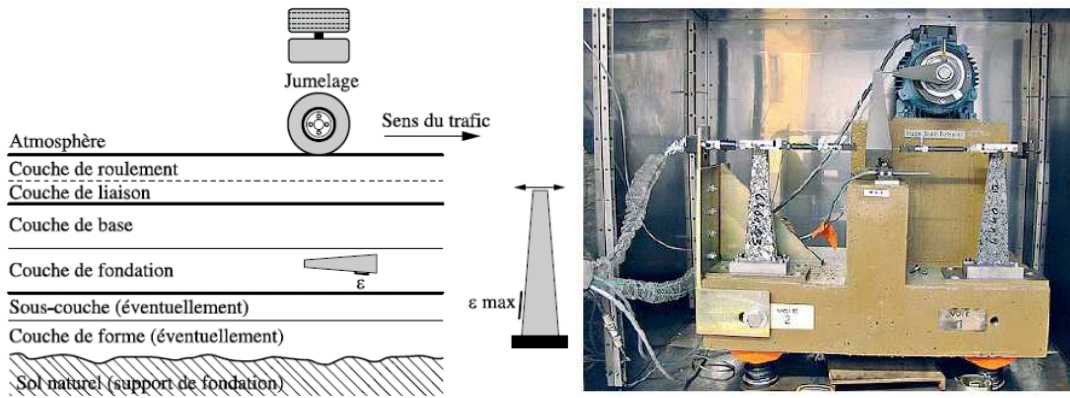 Jumelage
Sens du trafic
Atmosphère
Couche de roulement
Couche de liaison
Couche de base
Couche de fondation
ε
Sous-couche (éventuellement)
Couche de forme (éventuellement)
Sol naturel (support de fondation)
ε max
VOIE
2
VOIE
1